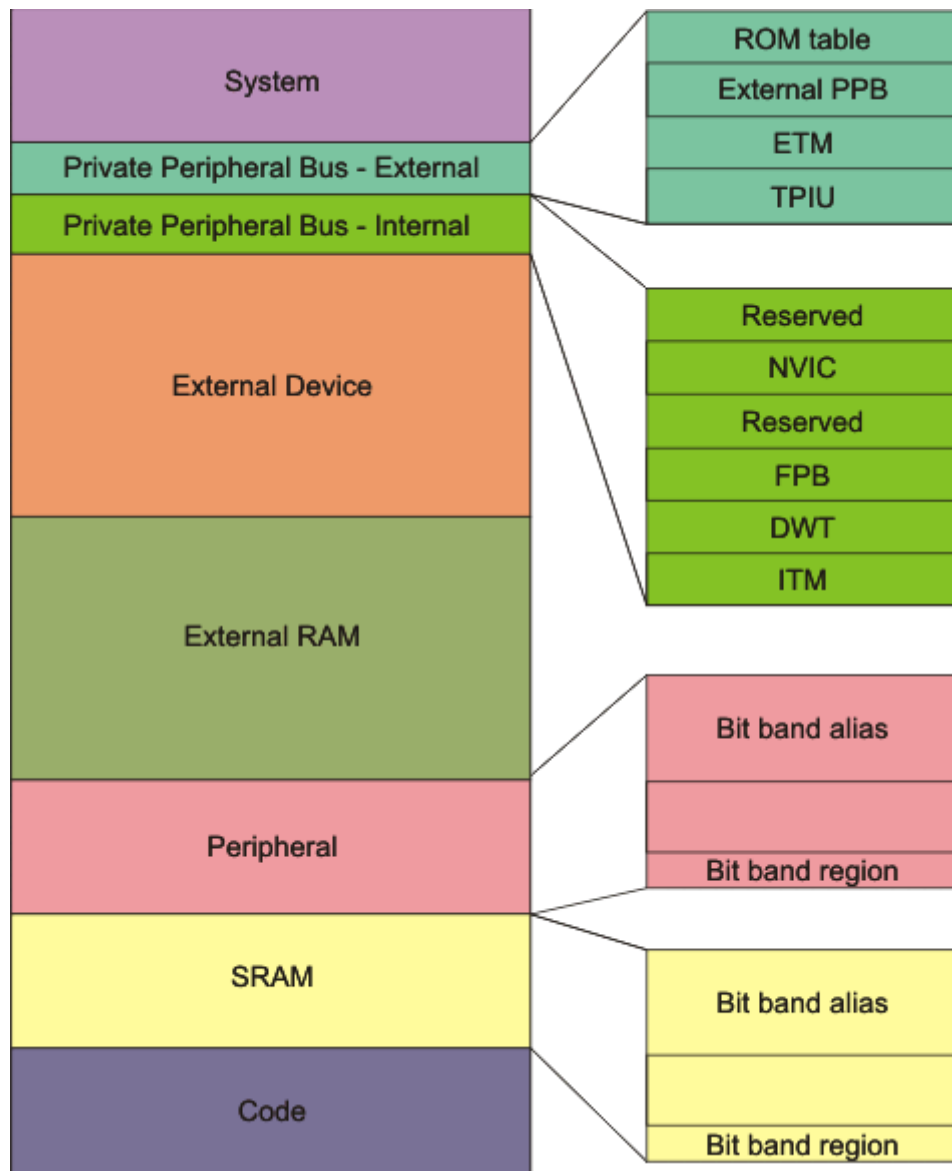 System
Private Peripheral Bus - External
Private Peripheral Bus - Internal
External Device
External RAM
Peripheral
SRAM
Code
ROM table
External PPB
ETM
TPIU
Reserved
NVIC
Reserved
FPB
DWT
ITM
Bit band alias
Bit band region
Bit band alias
Bit band region